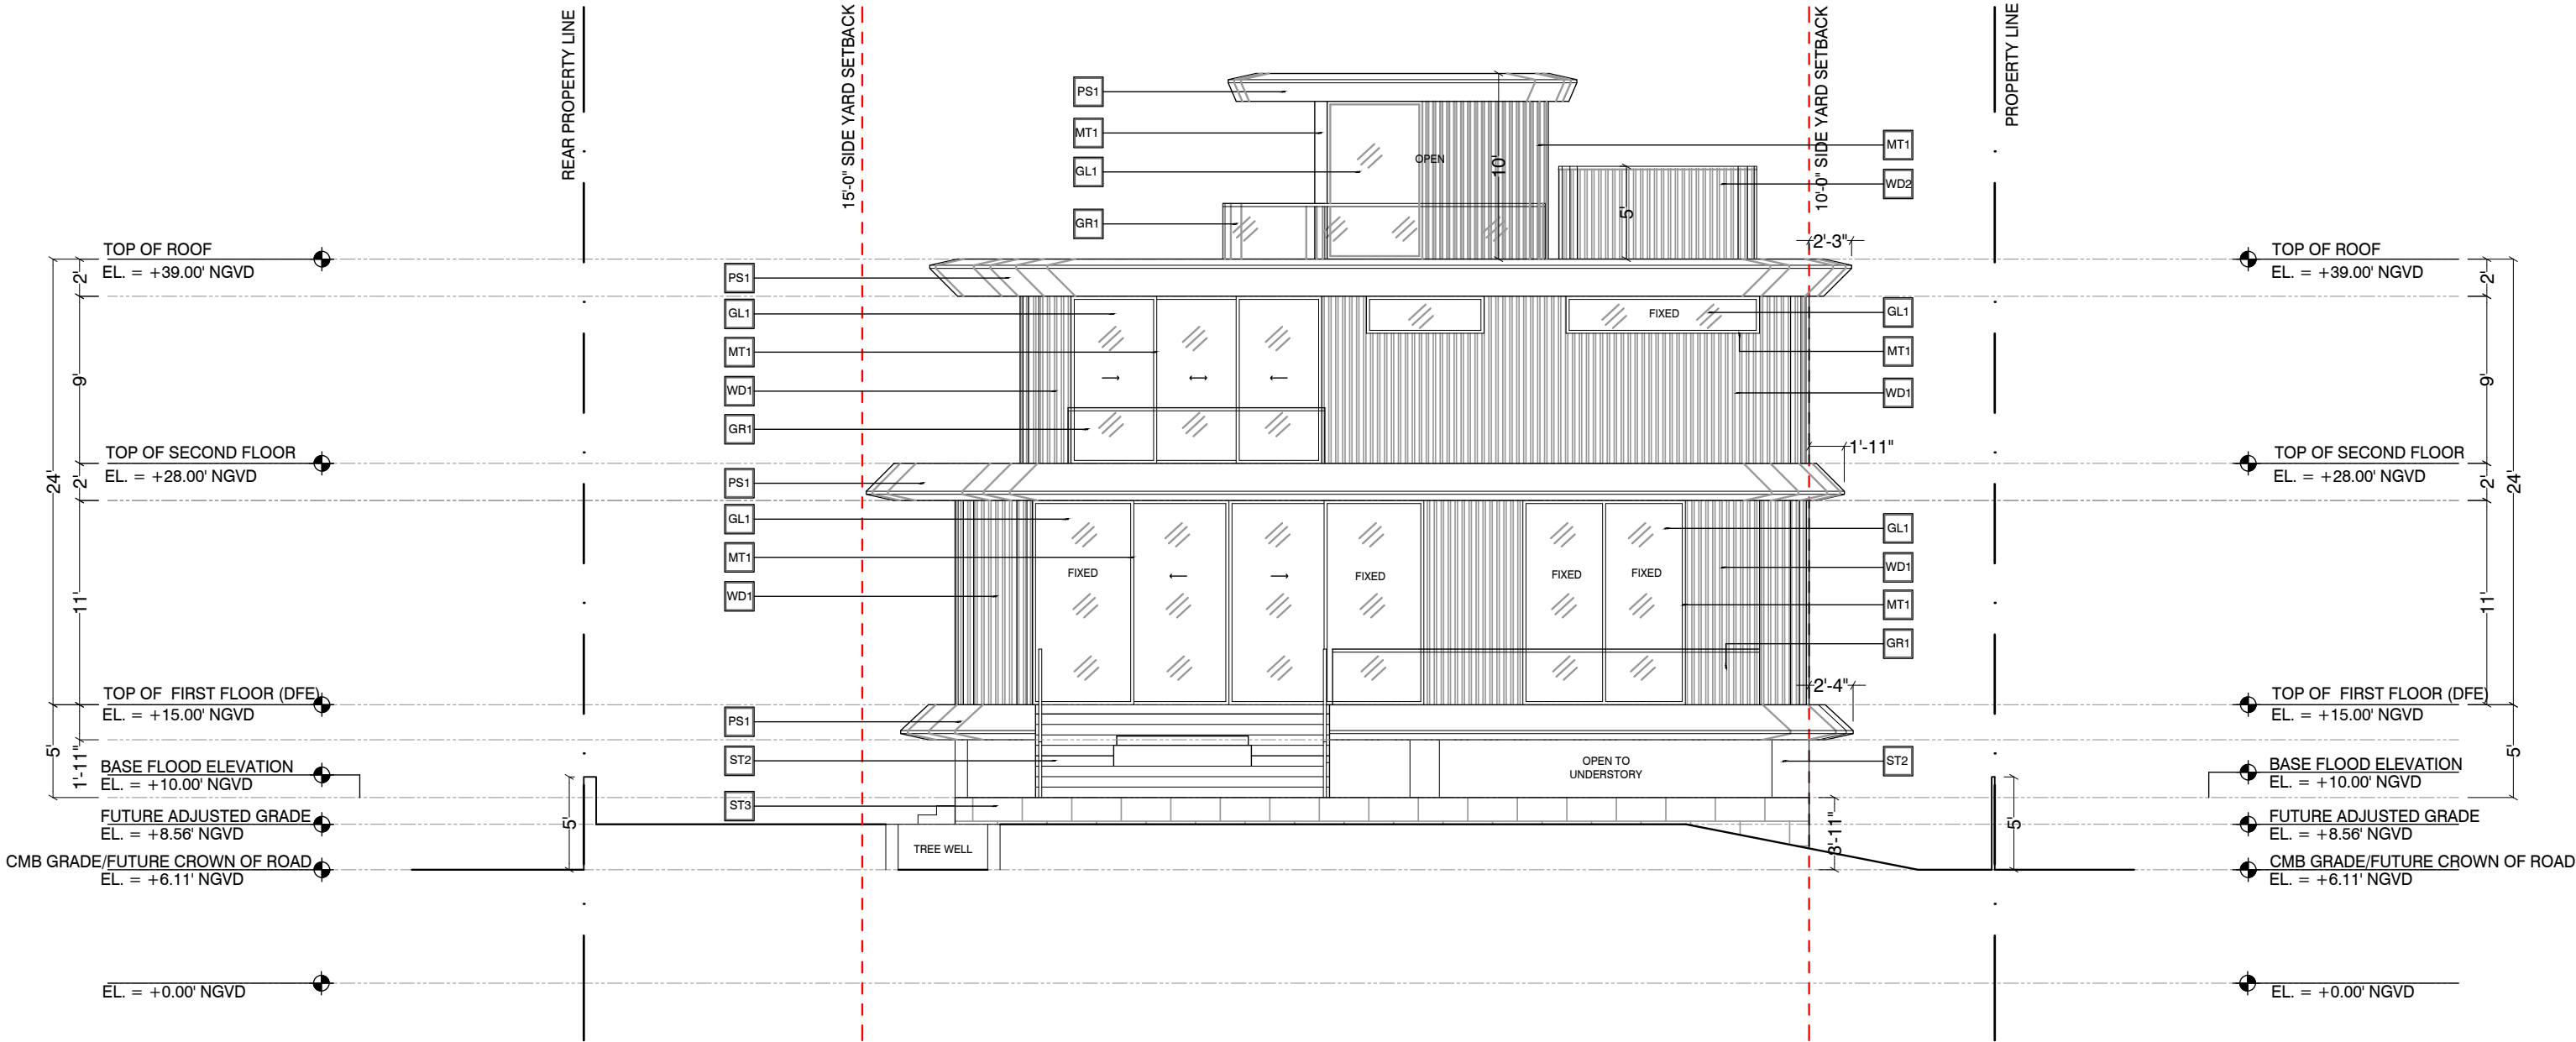 REAR PROPERTY LINE
15'-0" SIDE YARD SETBACK
10'-0" SIDE YARD SETBACK
PROPERTY LINE
PS1
MT1
GL1
GR1
OPEN
10'
5'
MT1
WD2
2'-3"
TOP OF ROOF
EL. = +39.00' NGVD
TOP OF ROOF
EL. = +39.00' NGVD
2'
2'
PS1
GL1
MT1
WD1
GR1
FIXED
GL1
MT1
WD1
9'
9'
1'-11"
TOP OF SECOND FLOOR
EL. = +28.00' NGVD
TOP OF SECOND FLOOR
EL. = +28.00' NGVD
24'
2'
2'
24'
PS1
GL1
MT1
WD1
FIXED
FIXED
FIXED
FIXED
GL1
WD1
MT1
GR1
11'
11'
2'-4"
TOP OF FIRST FLOOR (DFE)
EL. = +15.00' NGVD
TOP OF FIRST FLOOR (DFE)
EL. = +15.00' NGVD
5'
1'-11"
5'
PS1
ST2
ST3
OPEN TO
UNDERSTORY
ST2
BASE FLOOD ELEVATION
EL. = +10.00' NGVD
BASE FLOOD ELEVATION
EL. = +10.00' NGVD
FUTURE ADJUSTED GRADE
EL. = +8.56' NGVD
5'
TREE WELL
3'-11"
5'
FUTURE ADJUSTED GRADE
EL. = +8.56' NGVD
CMB GRADE/FUTURE CROWN OF ROAD
EL. = +6.11' NGVD
CMB GRADE/FUTURE CROWN OF ROAD
EL. = +6.11' NGVD
EL. = +0.00' NGVD
EL. = +0.00' NGVD